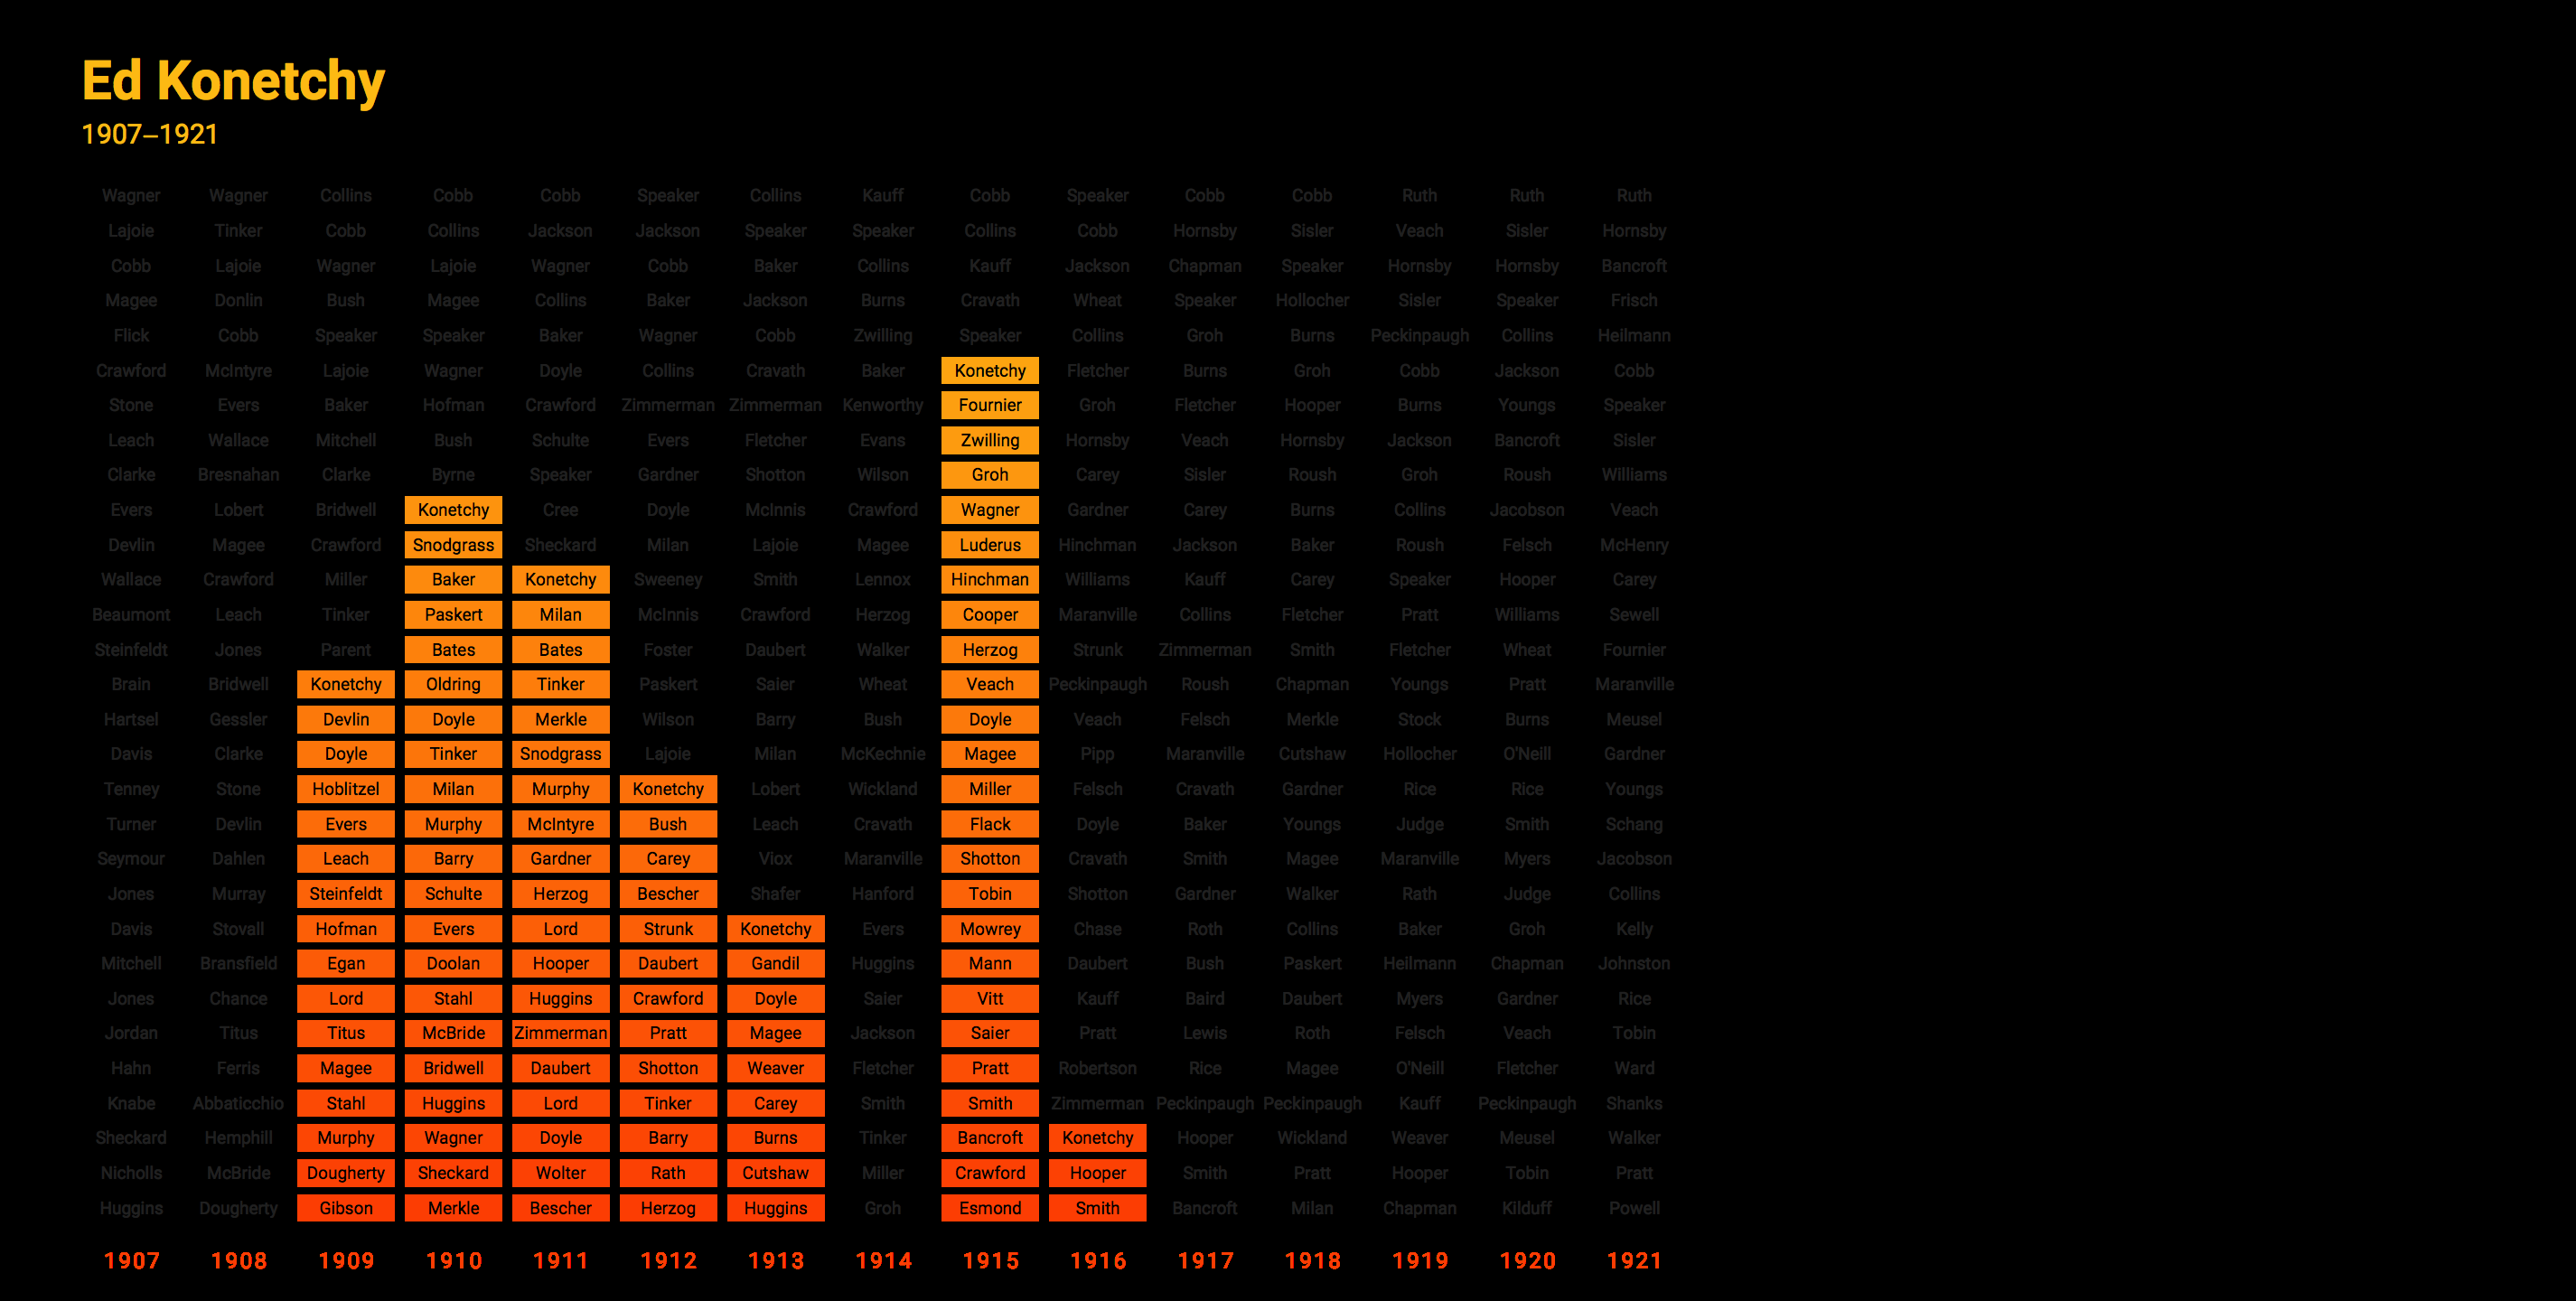 Ed Konetchy
1907–1921
Wagner Wagner Collins Cobb Cobb Speaker Collins Kauff Cobb Speaker Cobb Cobb Ruth Ruth Ruth
Lajoie Tinker Cobb Collins Jackson Jackson Speaker Speaker Collins Cobb Hornsby Sisler Veach Sisler Hornsby
Cobb Lajoie Wagner Lajoie Wagner Cobb Baker Collins Kauff Jackson Chapman Speaker Hornsby Hornsby Bancroft
Magee Donlin Bush Magee Collins Baker Jackson Burns Cravath Wheat Speaker Hollocher Sisler Speaker Frisch
Flick Cobb Speaker Speaker Baker Wagner Cobb Zwilling Speaker Collins Groh Burns Peckinpaugh Collins Heilmann
Crawford McIntyre Lajoie Wagner Doyle Collins Cravath Baker Konetchy Fletcher Burns Groh Cobb Jackson Cobb
Stone Evers Baker Hofman Crawford Zimmerman Zimmerman Kenworthy Fournier Groh Fletcher Hooper Burns Youngs Speaker
Leach Wallace Mitchell Bush Schulte Evers Fletcher Evans Zwilling Hornsby Veach Hornsby Jackson Bancroft Sisler
Clarke Bresnahan Clarke Byrne Speaker Gardner Shotton Wilson Groh Carey Sisler Roush Groh Roush Williams
Evers Lobert Bridwell Konetchy Cree Doyle McInnis Crawford Wagner Gardner Carey Burns Collins Jacobson Veach
Devlin Magee Crawford Snodgrass Sheckard Milan Lajoie Magee Luderus Hinchman Jackson Baker Roush Felsch McHenry
Wallace Crawford Miller Baker Konetchy Sweeney Smith Lennox Hinchman Williams Kauff Carey Speaker Hooper Carey
Beaumont Leach Tinker Paskert Milan McInnis Crawford Herzog Cooper Maranville Collins Fletcher Pratt Williams Sewell
Steinfeldt Jones Parent Bates Bates Foster Daubert Walker Herzog Strunk Zimmerman Smith Fletcher Wheat Fournier
Brain Bridwell Konetchy Oldring Tinker Paskert Saier Wheat Veach Peckinpaugh Roush Chapman Youngs Pratt Maranville
Hartsel Gessler Devlin Doyle Merkle Wilson Barry Bush Doyle Veach Felsch Merkle Stock Burns Meusel
Davis Clarke Doyle Tinker Snodgrass Lajoie Milan McKechnie Magee Pipp Maranville Cutshaw Hollocher O'Neill Gardner
Tenney Stone Hoblitzel Milan Murphy Konetchy Lobert Wickland Miller Felsch Cravath Gardner Rice Rice Youngs
Turner Devlin Evers Murphy McIntyre Bush Leach Cravath Flack Doyle Baker Youngs Judge Smith Schang
Seymour Dahlen Leach Barry Gardner Carey Viox Maranville Shotton Cravath Smith Magee Maranville Myers Jacobson
Jones Murray Steinfeldt Schulte Herzog Bescher Shafer Hanford Tobin Shotton Gardner Walker Rath Judge Collins
Davis Stovall Hofman Evers Lord Strunk Konetchy Evers Mowrey Chase Roth Collins Baker Groh Kelly
Mitchell Bransfield Egan Doolan Hooper Daubert Gandil Huggins Mann Daubert Bush Paskert Heilmann Chapman Johnston
Jones Chance Lord Stahl Huggins Crawford Doyle Saier Vitt Kauff Baird Daubert Myers Gardner Rice
Jordan Titus Titus McBride Zimmerman Pratt Magee Jackson Saier Pratt Lewis Roth Felsch Veach Tobin
Hahn Ferris Magee Bridwell Daubert Shotton Weaver Fletcher Pratt Robertson Rice Magee O'Neill Fletcher Ward
Knabe Abbaticchio Stahl Huggins Lord Tinker Carey Smith Smith Zimmerman Peckinpaugh Peckinpaugh Kauff Peckinpaugh Shanks
Sheckard Hemphill Murphy Wagner Doyle Barry Burns Tinker Bancroft Konetchy Hooper Wickland Weaver Meusel Walker
Nicholls McBride Dougherty Sheckard Wolter Rath Cutshaw Miller Crawford Hooper Smith Pratt Hooper Tobin Pratt
Huggins Dougherty Gibson Merkle Bescher Herzog Huggins Groh Esmond Smith Bancroft Milan Chapman Kilduff Powell
1907 1908 1909 1910 1911 1912 1913 1914 1915 1916 1917 1918 1919 1920 1921